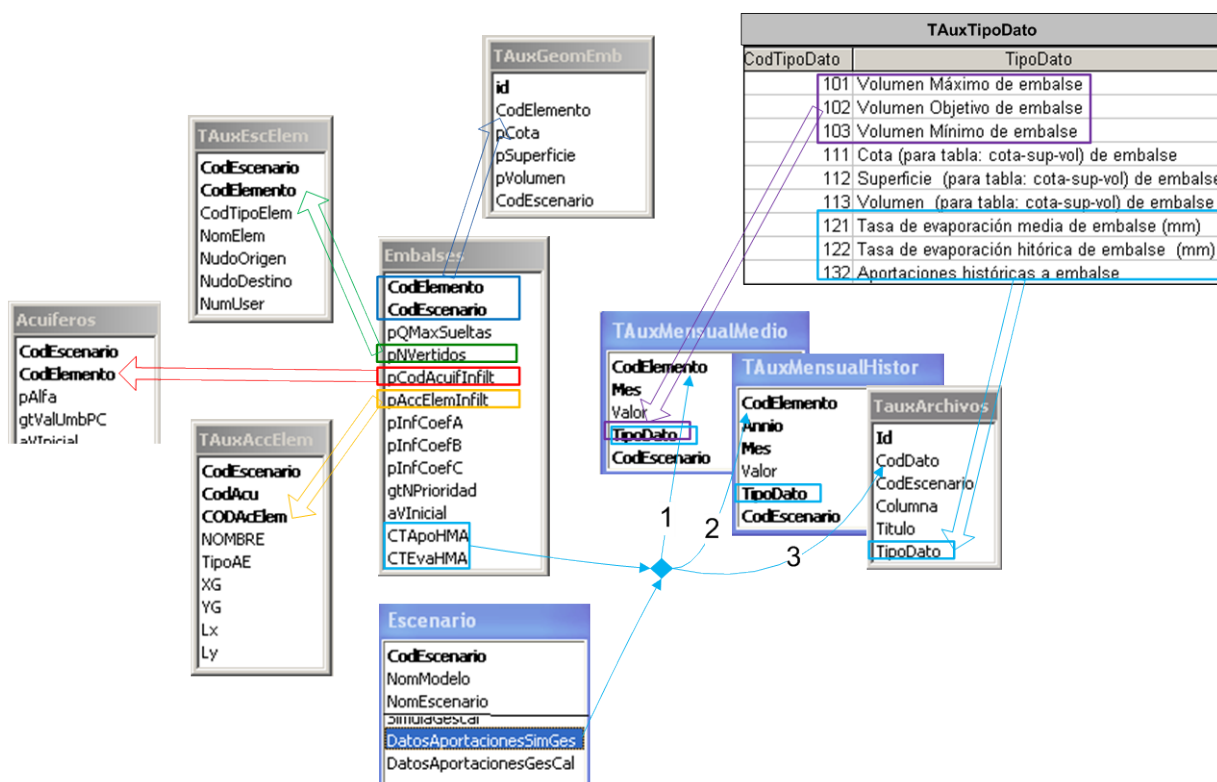 TAuxTipoDato
CodTipoDato TipoDato
101 Volumen Máximo de embalse
102 Volumen Objetivo de embalse
103 Volumen Mínimo de embalse
111 Cota (para tabla: cota-sup-vol) de embalse
112 Superficie (para tabla: cota-sup-vol) de embalse
113 Volumen (para tabla: cota-sup-vol) de embalse
121 Tasa de evaporación media de embalse (mm)
122 Tasa de evaporación hitórica de embalse (mm)
132 Aportaciones históricas a embalse
TAuxGeomEmb
id
CodElemento
pCota
pSuperficie
pVolumen
CodEscenario
TAuxEscElem
CodEscenario
CodElemento
CodTipoElem
NomElem
NudoOrigen
NudoDestino
NumUser
Embalses
CodElemento
CodEscenario
pQMaxSueltas
pNVertidos
pCodAcuifInfilt
pAccElemInfilt
pInfCoefA
pInfCoefB
pInfCoefC
gtNPrioridad
aVInicial
CTApoHMA
CTEvaHMA
Acuiferos
CodEscenario
CodElemento
pAlfa
gtValUmbPC
aVInicial
TAuxAccElem
CodEscenario
CodAcu
CODAcElem
NOMBRE
TipoAE
XG
YG
Lx
Ly
TAuxMensualMedio
CodElemento
Mes
Valor
TipoDato
CodEscenario
TAuxMensualHistor
CodElemento
Annio
Mes
Valor
TipoDato
CodEscenario
TauxArchivos
Id
CodDato
CodEscenario
Columna
Titulo
TipoDato
1
2
3
Escenario
CodEscenario
NomModelo
NomEscenario
SimulaGescal
DatosAportacionesSimGes
DatosAportacionesGesCal